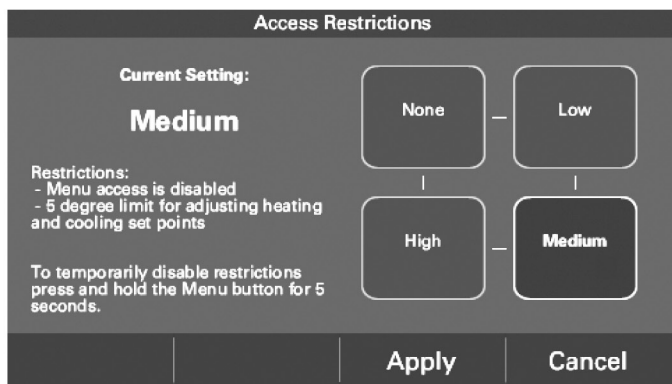 Access Restrictions
Current Setting:
Medium
Restrictions:
- Menu access is disabled
- 5 degree limit for adjusting heating
and cooling set points
To temporarily disable restrictions
press and hold the Menu button for 5
seconds.
None
Low
High
Medium
Apply
Cancel